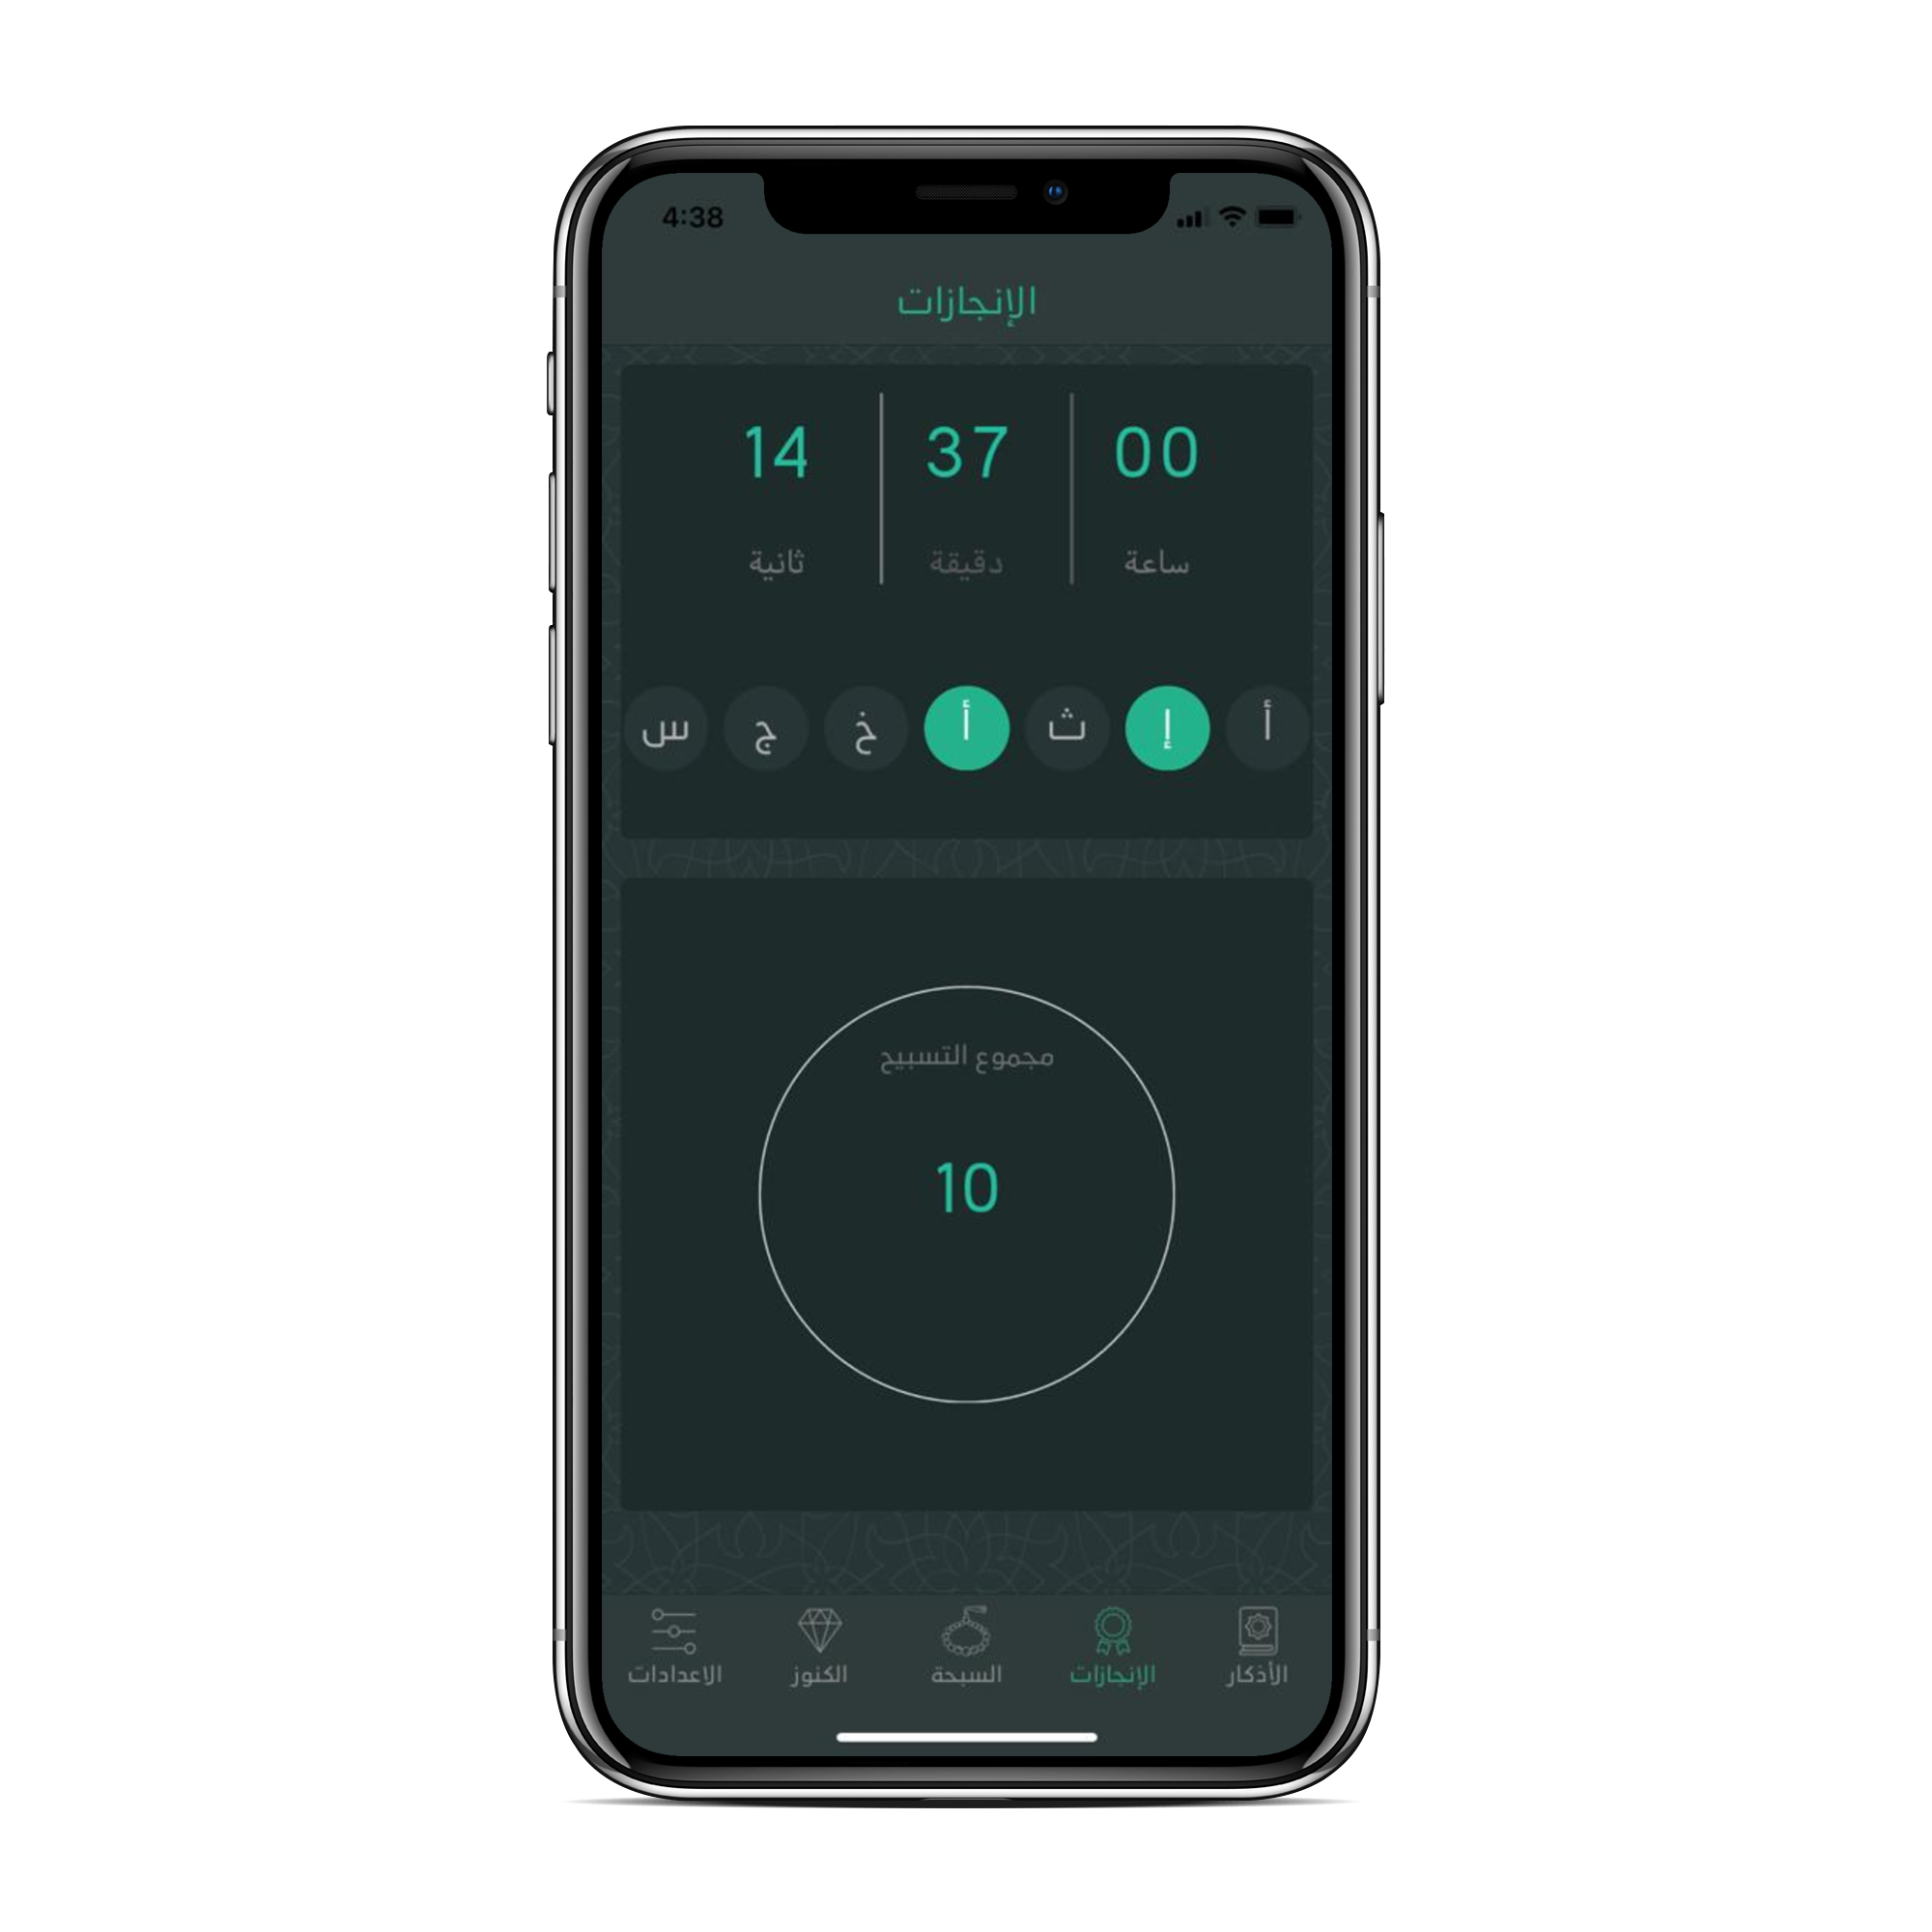 4:38
الإنجازات
00 37 14
ساعة دقيقة ثانية
أ إ ث أ خ ج س
مجموع التسبيح
10
الأذكار الإنجازات السبحة الكنوز الاعدادات